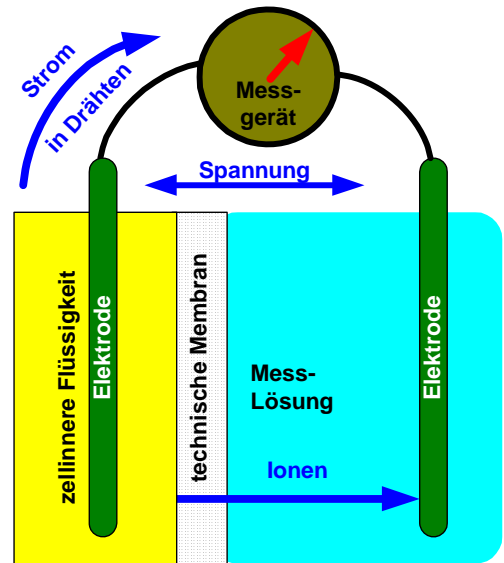 Strom
in Drähten
Mess-
gerät
Spannung
zellinnere Flüssigkeit
Elektrode
technische Membran
Mess-
Lösung
Elektrode
Ionen